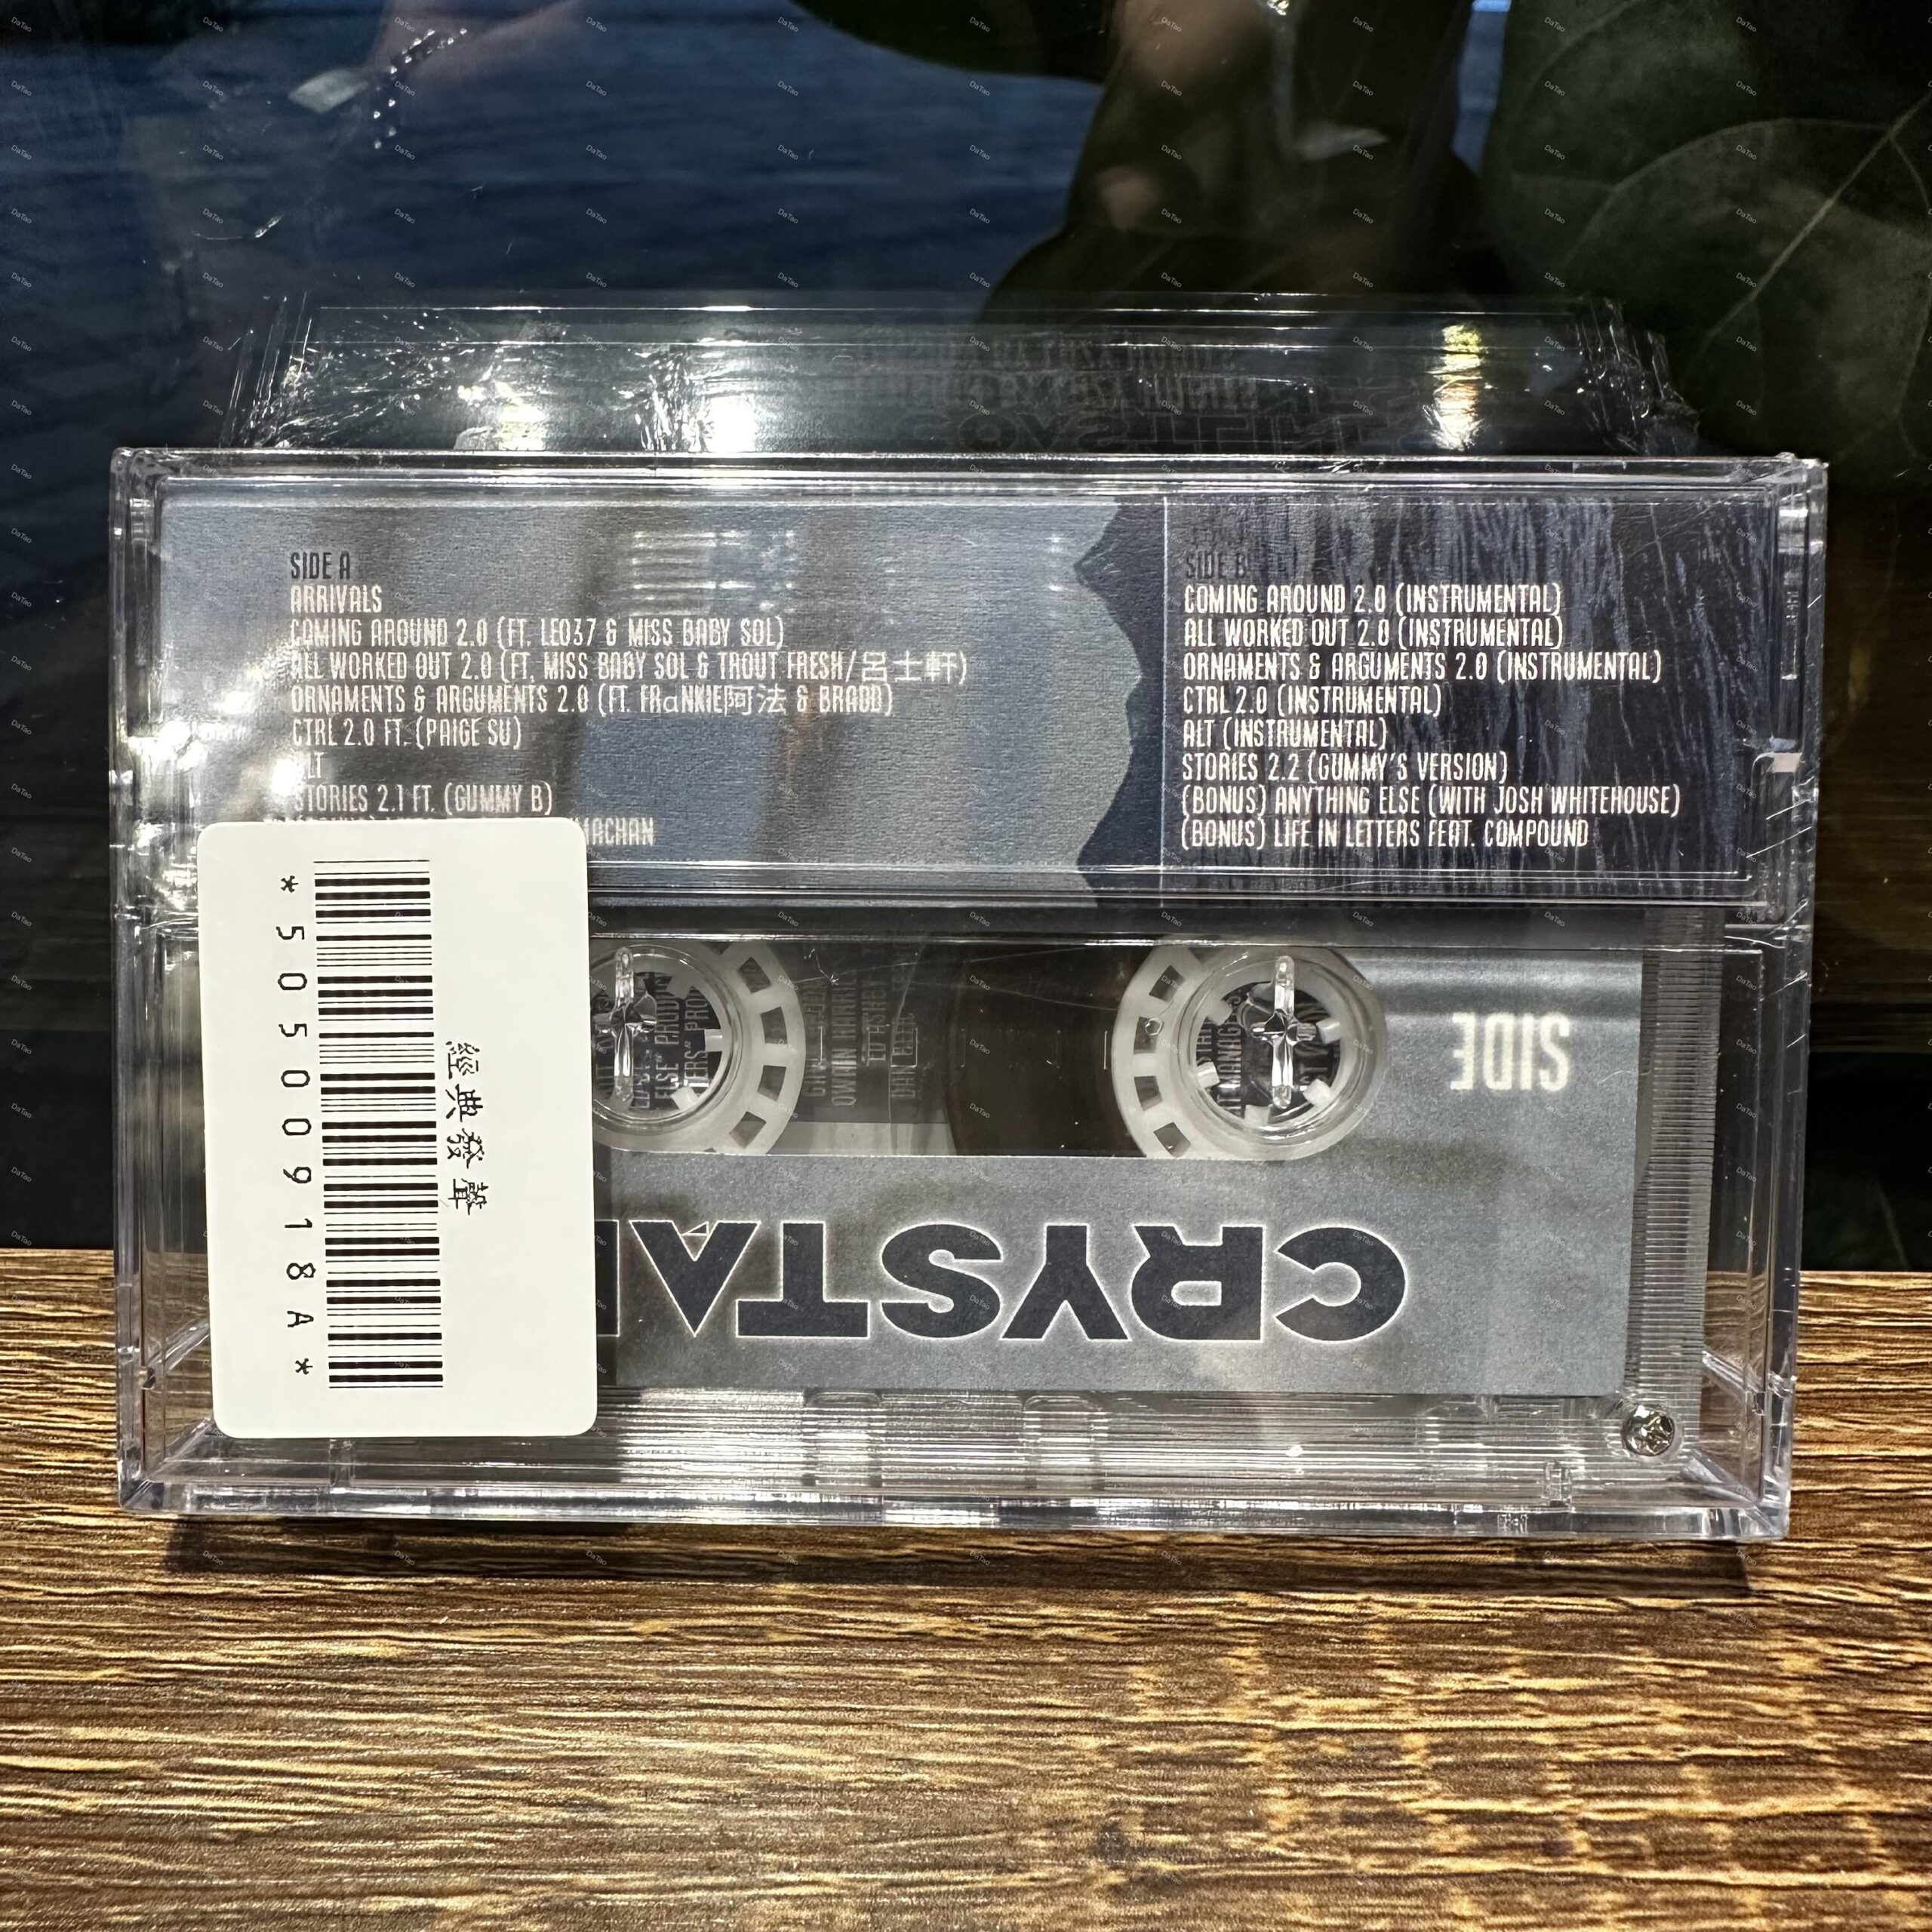 SIDE A
ARRIVALS
COMING AROUND 2.0 (FT. LEO37 & MISS BABY SOL)
ALL WORKED OUT 2.0 (FT. MISS BABY SOL & TROUT FRESH/呂士軒)
ORNAMENTS & ARGUMENTS 2.0 (FT. FRaNKIE阿法 & BRADD)
CTRL 2.0 FT. (PAIGE SU)
STORIES 2.1 FT. (GUMMY B)
SIDE B
COMING AROUND 2.0 (INSTRUMENTAL)
ALL WORKED OUT 2.0 (INSTRUMENTAL)
ORNAMENTS & ARGUMENTS 2.0 (INSTRUMENTAL)
CTRL 2.0 (INSTRUMENTAL)
ALT (INSTRUMENTAL)
STORIES 2.2 (GUMMY'S VERSION)
(BONUS) ANYTHING ELSE (WITH JOSH WHITEHOUSE)
(BONUS) LIFE IN LETTERS FEAT. COMPOUND
經典發聲
*50500918A*
SIDE
CRYSTA
DaTao